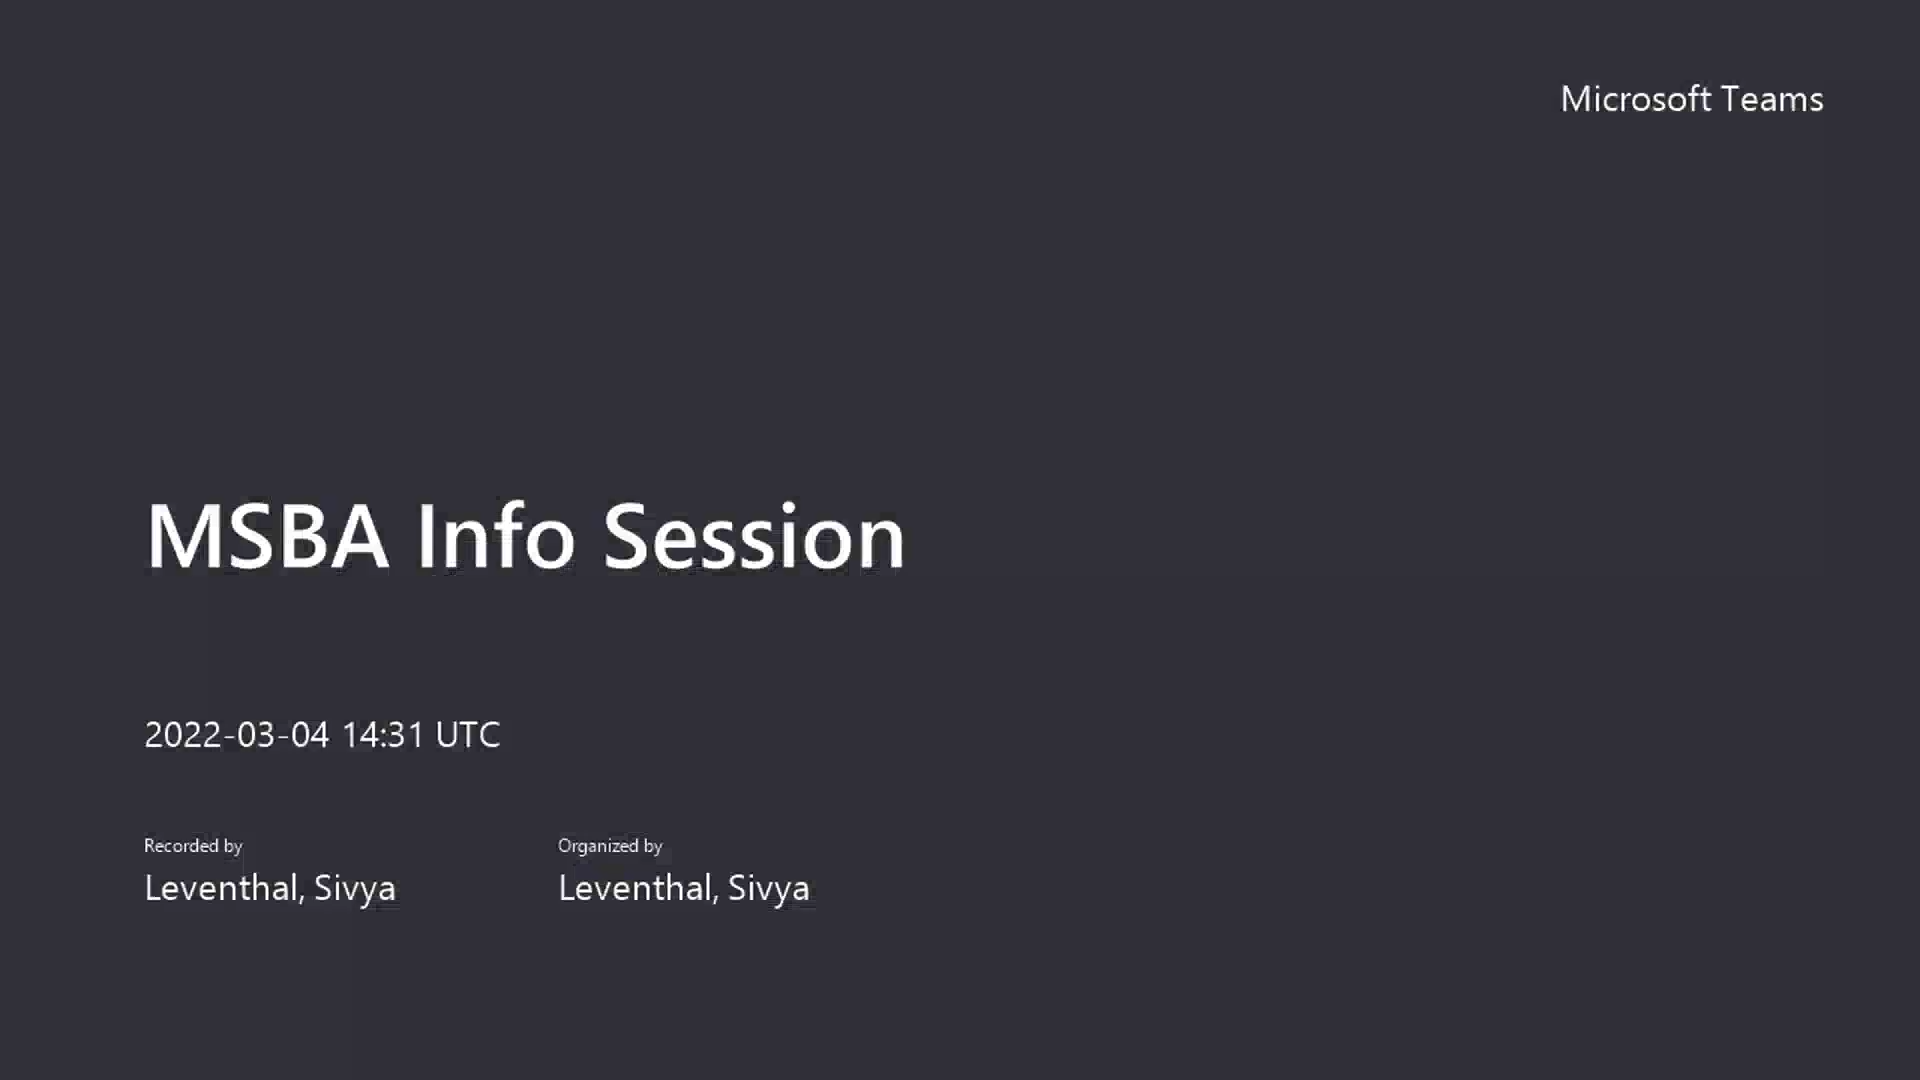 Microsoft Teams
MSBA Info Session
2022-03-04 14:31 UTC
Recorded by
Leventhal, Sivya
Organized by
Leventhal, Sivya